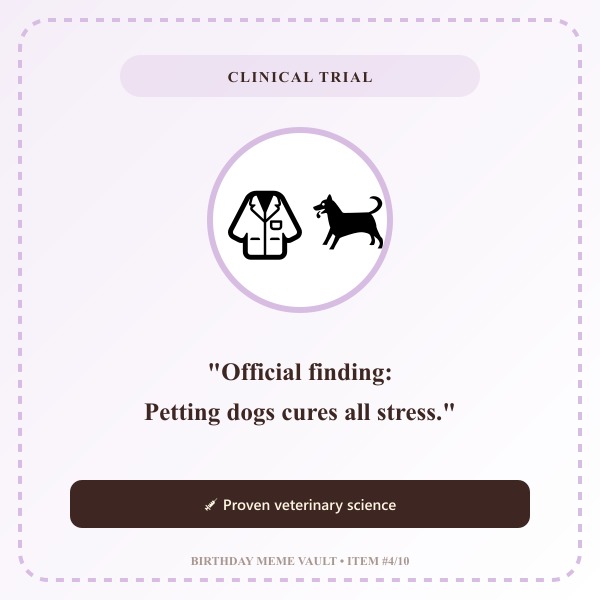 CLINICAL TRIAL
"Official finding:
Petting dogs cures all stress."
Proven veterinary science
BIRTHDAY MEME VAULT • ITEM #4/10